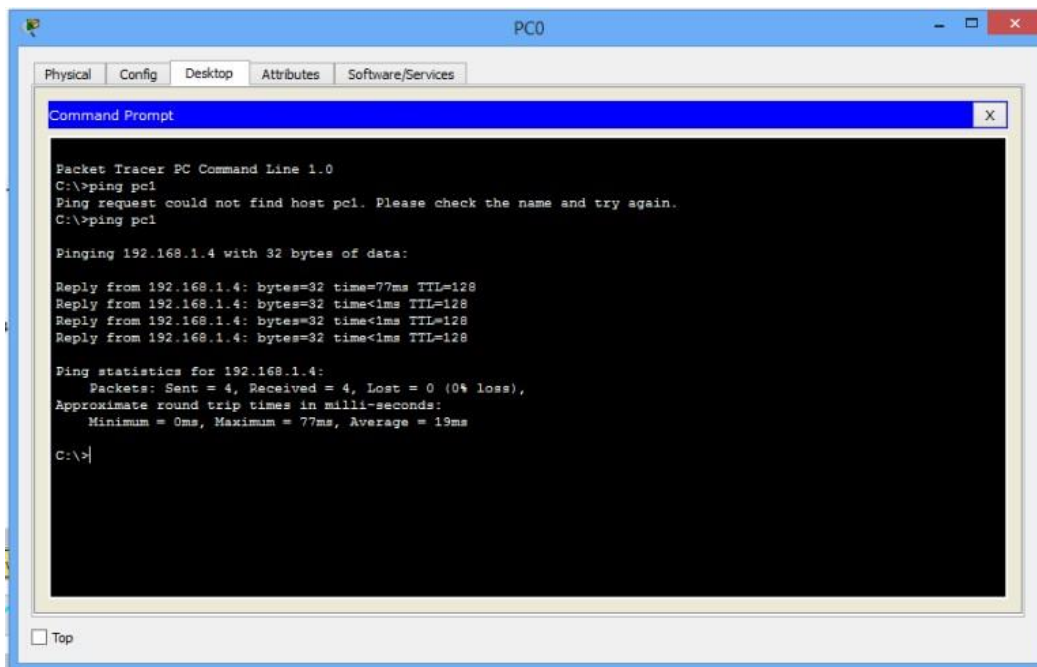 PC0
Physical Config Desktop Attributes Software/Services
Command Prompt X
Packet Tracer PC Command Line 1.0
C:\>ping pc1
Ping request could not find host pc1. Please check the name and try again.
C:\>ping pc1
Pinging 192.168.1.4 with 32 bytes of data:
Reply from 192.168.1.4: bytes=32 time=77ms TTL=128
Reply from 192.168.1.4: bytes=32 time<1ms TTL=128
Reply from 192.168.1.4: bytes=32 time<1ms TTL=128
Reply from 192.168.1.4: bytes=32 time<1ms TTL=128
Ping statistics for 192.168.1.4:
Packets: Sent = 4, Received = 4, Lost = 0 (0% loss),
Approximate round trip times in milli-seconds:
Minimum = 0ms, Maximum = 77ms, Average = 19ms
C:\>
Top